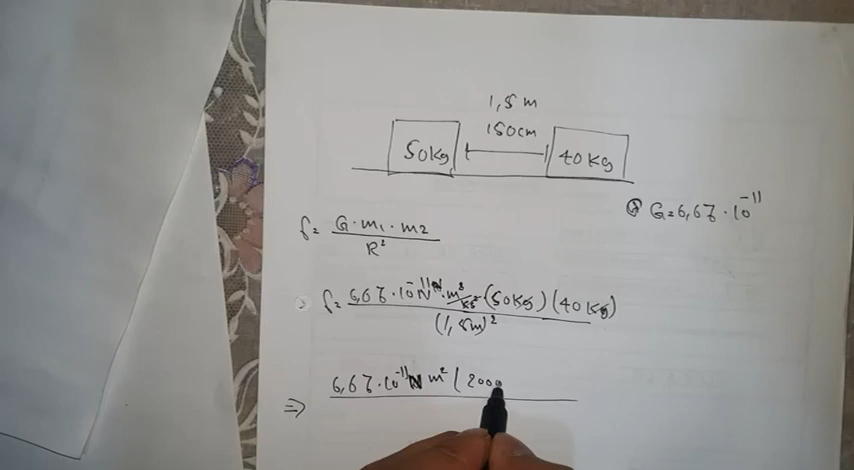 1,5 m
150cm
50kg
40kg
G=6,67 · 10⁻¹¹
f= G · m₁ · m₂
R²
f= 6,67 · 10⁻¹¹ N · m²/kg² (50kg) (40kg)
(1,5m)²
⇒ 6,67 · 10⁻¹¹ N m² (2000